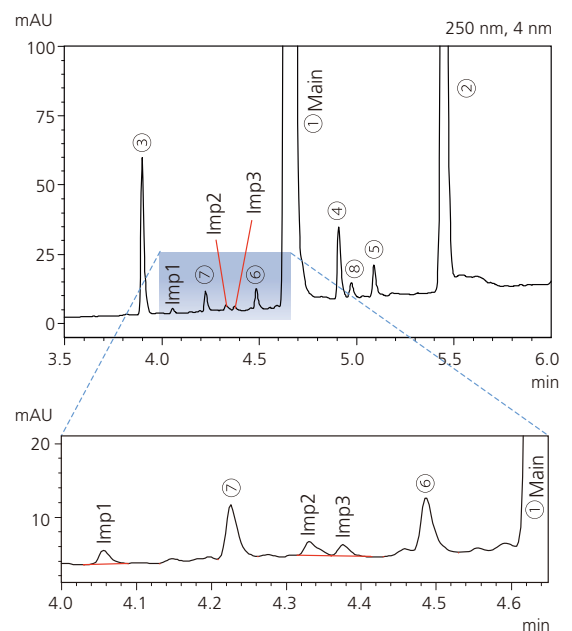 mAU
250 nm, 4 nm
100
75
50
25
0
③
Imp1
⑦
Imp2
Imp3
⑥
① Main
④
⑧
⑤
②
3.5 4.0 4.5 5.0 5.5 6.0
min
mAU
20
10
Imp1
⑦
Imp2
Imp3
⑥
① Main
4.0 4.1 4.2 4.3 4.4 4.5 4.6
min